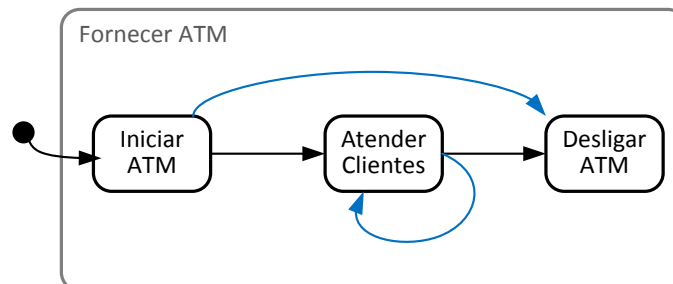 Fornecer ATM
Iniciar
ATM
Atender
Clientes
Desligar
ATM